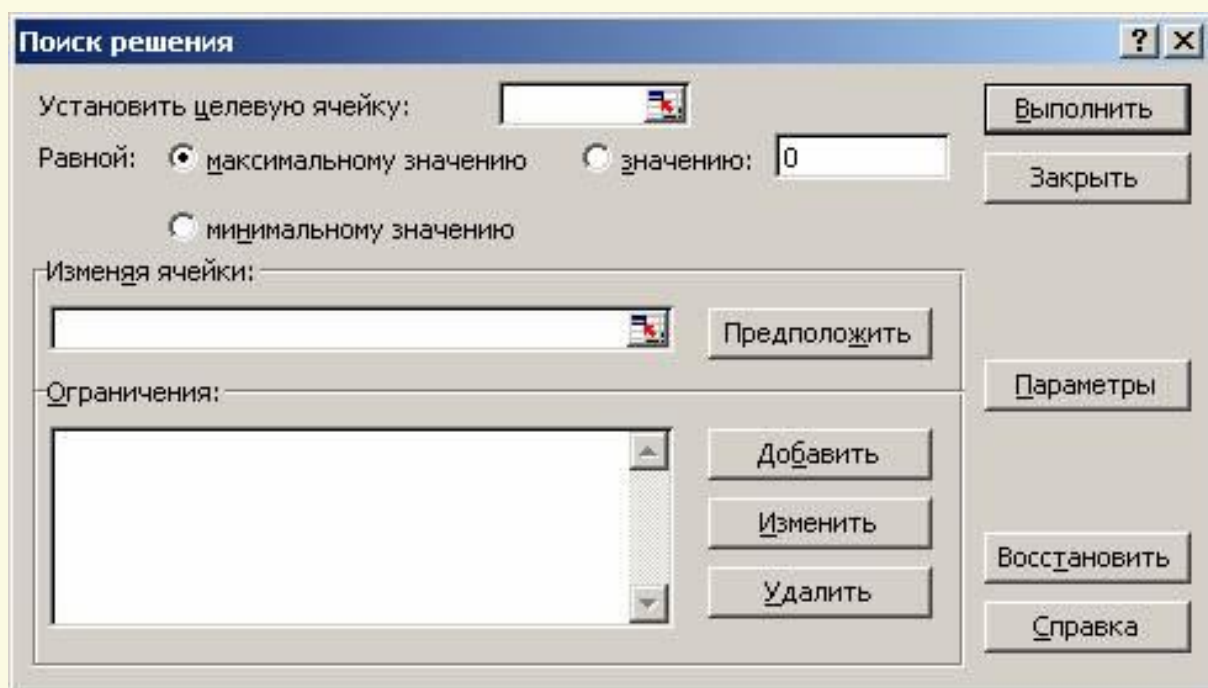 Поиск решения
Установить целевую ячейку:
Равной: максимальному значению значению: 0
минимальному значению
Изменяя ячейки:
Предположить
Ограничения:
Добавить
Изменить
Удалить
Выполнить
Закрыть
Параметры
Восстановить
Справка